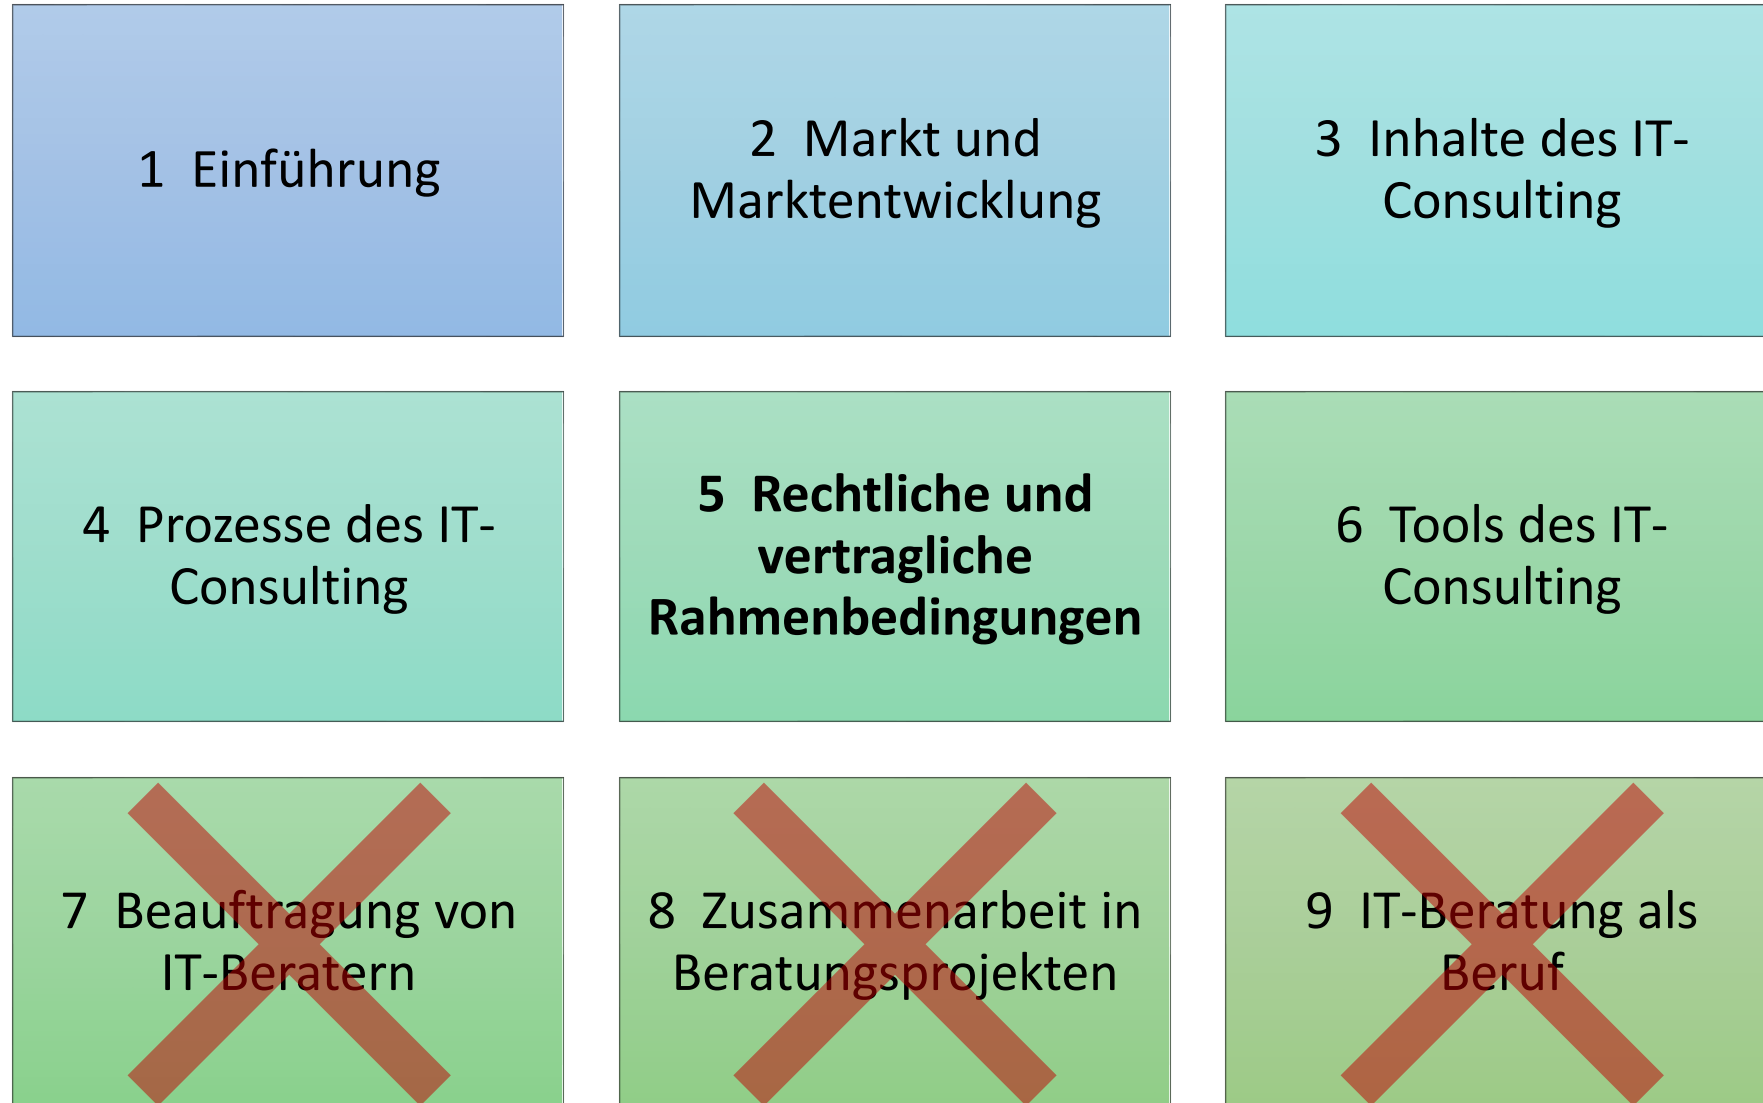 1 Einführung
2 Markt und
Marktentwicklung
3 Inhalte des IT-
Consulting
4 Prozesse des IT-
Consulting
5 Rechtliche und
vertragliche
Rahmenbedingungen
6 Tools des IT-
Consulting
7 Beauftragung von
IT-Beratern
8 Zusammenarbeit in
Beratungsprojekten
9 IT-Beratung als
Beruf